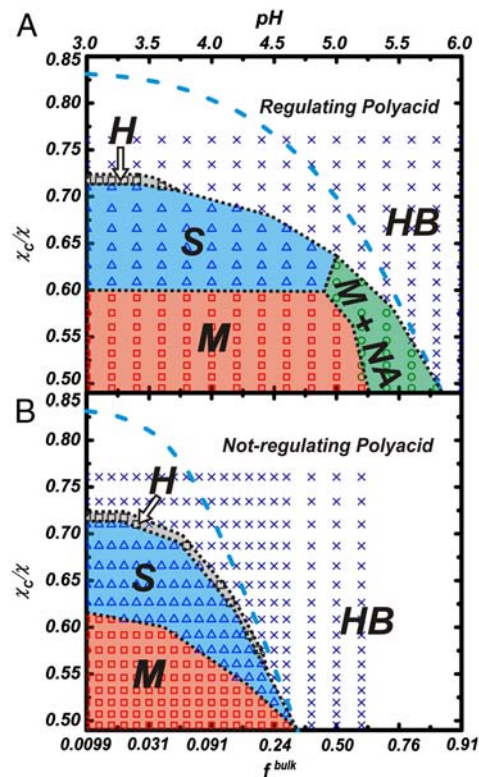 A
pH
3.0 3.5 4.0 4.5 5.0 5.5 6.0
0.85
0.80
0.75
0.70
0.65
0.60
0.55
0.50
χc/χ
Regulating Polyacid
H
HB
S
M + NA
M
B
0.85
0.80
0.75
0.70
0.65
0.60
0.55
0.50
χc/χ
Not-regulating Polyacid
H
S
HB
M
0.0099 0.031 0.091 0.24 0.50 0.76 0.91
f bulk